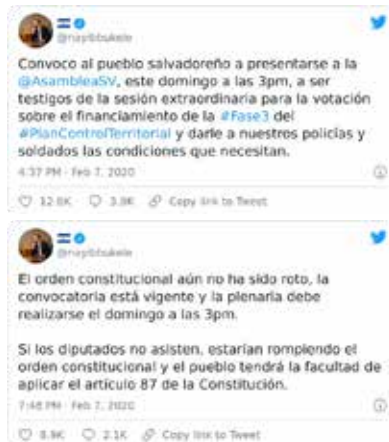 @nayibbukele
Convoco al pueblo salvadoreño a presentarse a la
@AsambleaSV, este domingo a las 3pm, a ser
testigos de la sesión extraordinaria para la votación
sobre el financiamiento de la #Fase3 del
#PlanControlTerritorial y darle a nuestros policías y
soldados las condiciones que necesitan.
4:37 PM · Feb 7, 2020
12.8K 3.9K Copy link to Tweet
@nayibbukele
El orden constitucional aún no ha sido roto, la
convocatoria está vigente y la plenaria debe
realizarse el domingo a las 3pm.
Si los diputados no asisten, estarían rompiendo el
orden constitucional y el pueblo tendrá la facultad de
aplicar el artículo 87 de la Constitución.
7:48 PM · Feb 7, 2020
2.1K Copy link to Tweet